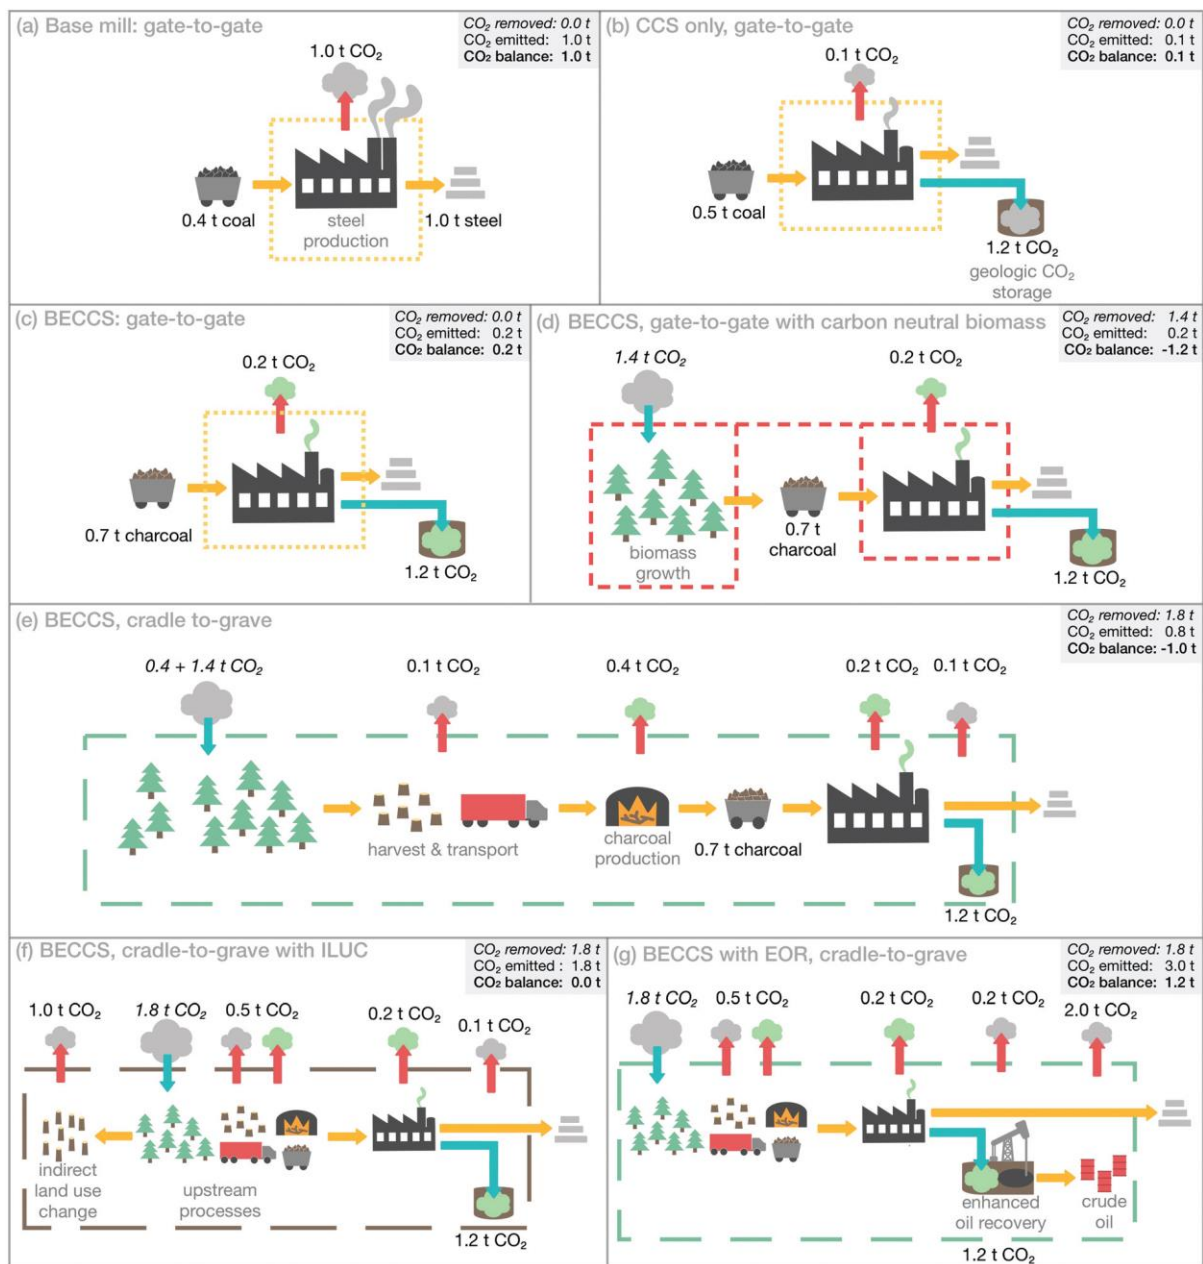 (a) Base mill: gate-to-gate
CO₂ removed: 0.0 t
CO₂ emitted: 1.0 t
CO₂ balance: 1.0 t
1.0 t CO₂
0.4 t coal
steel
production
1.0 t steel
(b) CCS only, gate-to-gate
CO₂ removed: 0.0 t
CO₂ emitted: 0.1 t
CO₂ balance: 0.1 t
0.1 t CO₂
0.5 t coal
1.2 t CO₂
geologic CO₂
storage
(c) BECCS: gate-to-gate
CO₂ removed: 0.0 t
CO₂ emitted: 0.2 t
CO₂ balance: 0.2 t
0.2 t CO₂
0.7 t charcoal
1.2 t CO₂
(d) BECCS, gate-to-gate with carbon neutral biomass
CO₂ removed: 1.4 t
CO₂ emitted: 0.2 t
CO₂ balance: -1.2 t
1.4 t CO₂
0.2 t CO₂
biomass
growth
0.7 t
charcoal
1.2 t CO₂
(e) BECCS, cradle to-grave
CO₂ removed: 1.8 t
CO₂ emitted: 0.8 t
CO₂ balance: -1.0 t
0.4 + 1.4 t CO₂
0.1 t CO₂
0.4 t CO₂
0.2 t CO₂
0.1 t CO₂
harvest & transport
charcoal
production
0.7 t charcoal
1.2 t CO₂
(f) BECCS, cradle-to-grave with ILUC
CO₂ removed: 1.8 t
CO₂ emitted : 1.8 t
CO₂ balance: 0.0 t
1.0 t CO₂
1.8 t CO₂
0.5 t CO₂
0.2 t CO₂
0.1 t CO₂
indirect
land use
change
upstream
processes
1.2 t CO₂
(g) BECCS with EOR, cradle-to-grave
CO₂ removed: 1.8 t
CO₂ emitted: 3.0 t
CO₂ balance: 1.2 t
1.8 t CO₂
0.5 t CO₂
0.2 t CO₂
0.2 t CO₂
2.0 t CO₂
enhanced
oil recovery
crude
oil
1.2 t CO₂